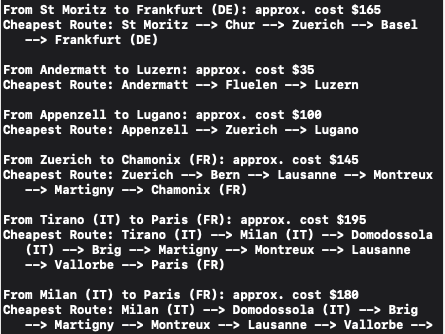 From St Moritz to Frankfurt (DE): approx. cost $165
Cheapest Route: St Moritz --> Chur --> Zuerich --> Basel
--> Frankfurt (DE)
From Andermatt to Luzern: approx. cost $35
Cheapest Route: Andermatt --> Fluelen --> Luzern
From Appenzell to Lugano: approx. cost $100
Cheapest Route: Appenzell --> Zuerich --> Lugano
From Zuerich to Chamonix (FR): approx. cost $145
Cheapest Route: Zuerich --> Bern --> Lausanne --> Montreux
--> Martigny --> Chamonix (FR)
From Tirano (IT) to Paris (FR): approx. cost $195
Cheapest Route: Tirano (IT) --> Milan (IT) --> Domodossola
(IT) --> Brig --> Martigny --> Montreux --> Lausanne
--> Vallorbe --> Paris (FR)
From Milan (IT) to Paris (FR): approx. cost $180
Cheapest Route: Milan (IT) --> Domodossola (IT) --> Brig
--> Martigny --> Montreux --> Lausanne --> Vallorbe -->